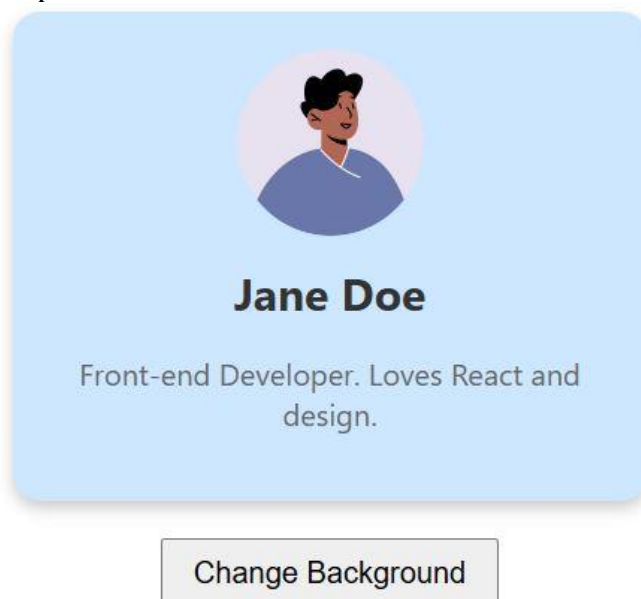 Jane Doe
Front-end Developer. Loves React and
design.
Change Background